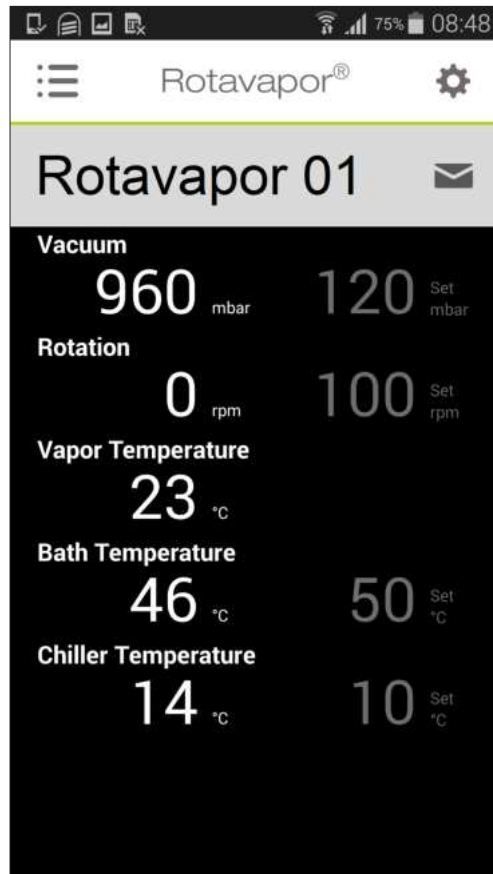 75% 08:48
Rotavapor®
Rotavapor 01
Vacuum
960 mbar 120 Set mbar
Rotation
0 rpm 100 Set rpm
Vapor Temperature
23 °C
Bath Temperature
46 °C 50 Set °C
Chiller Temperature
14 °C 10 Set °C